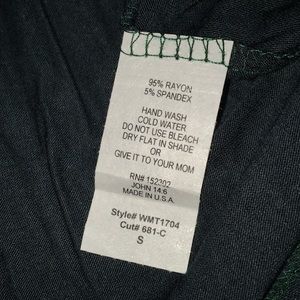 95% RAYON
5% SPANDEX
HAND WASH
COLD WATER
DO NOT USE BLEACH
DRY FLAT IN SHADE
OR
GIVE IT TO YOUR MOM
RN# 152302
JOHN 14:6
MADE IN U.S.A.
Style# WMT1704
Cut# 681-C
S